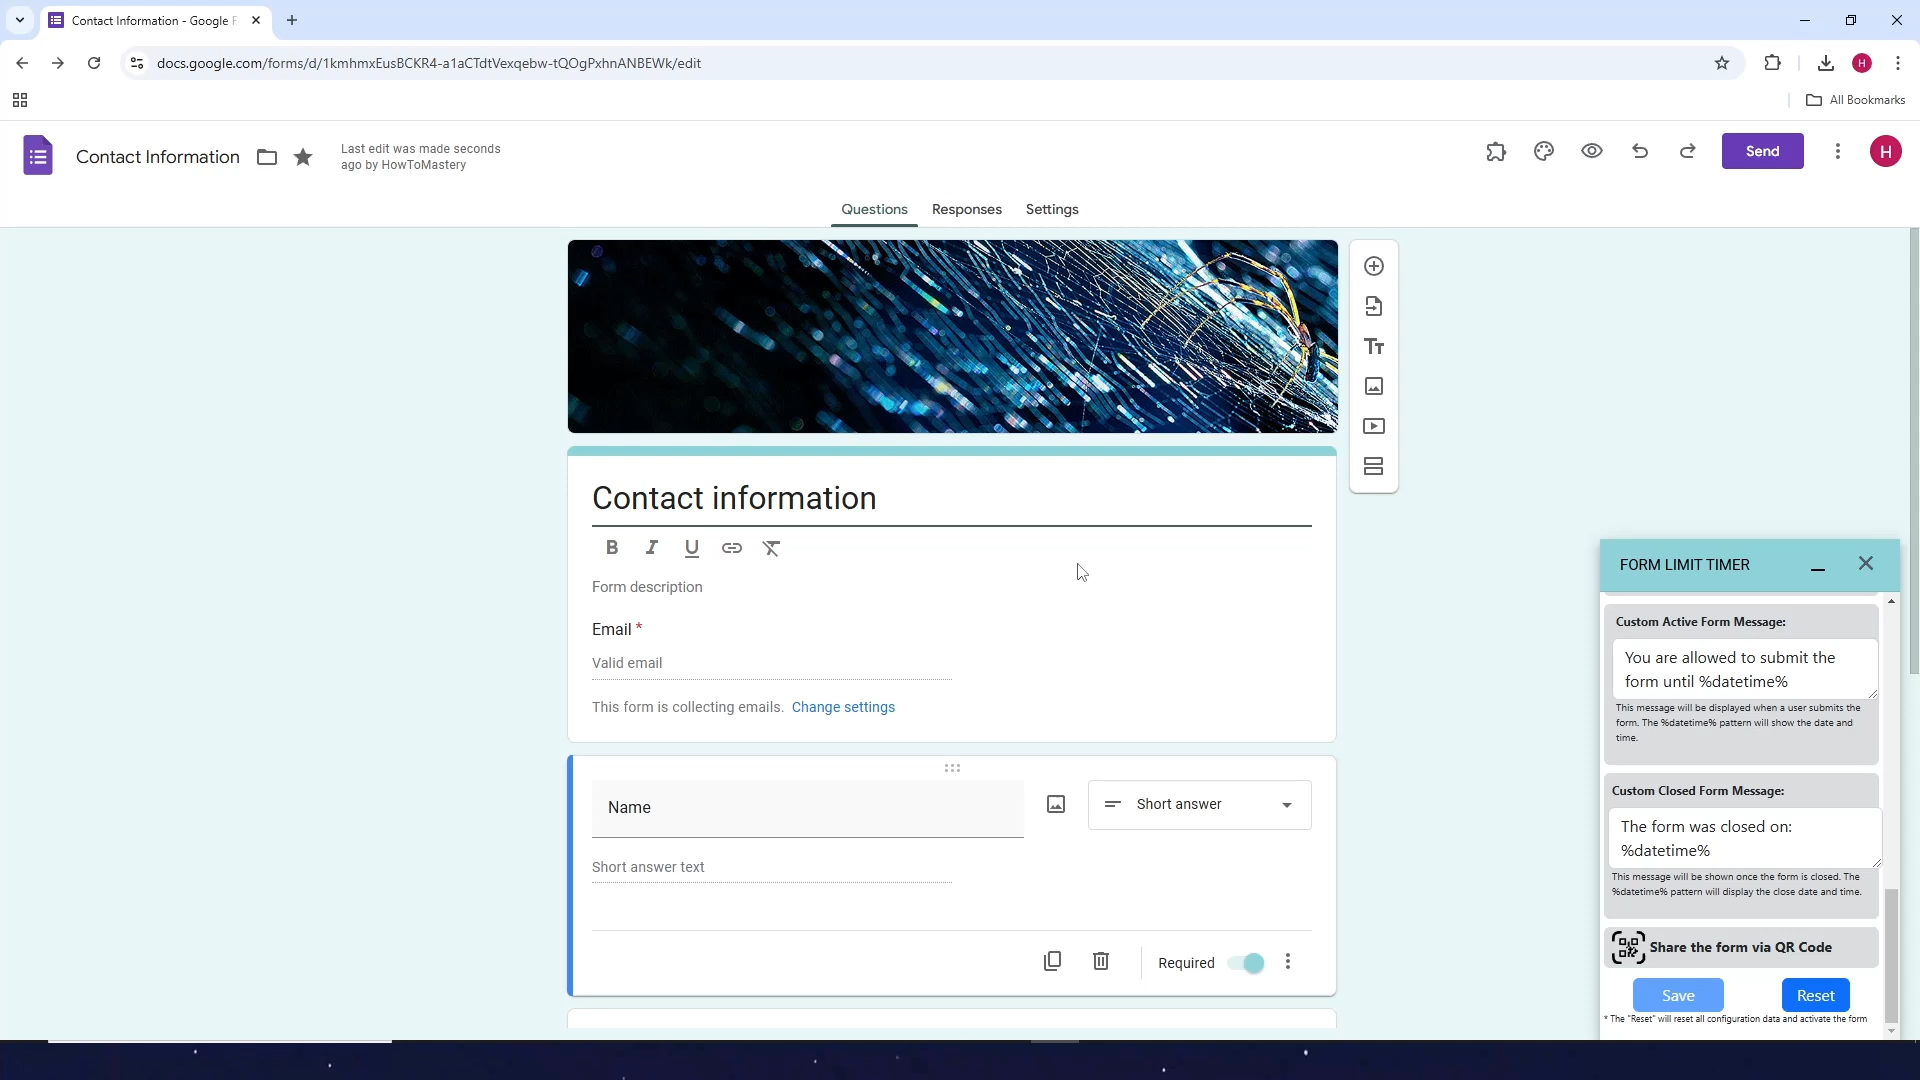 Contact Information - Google F
docs.google.com/forms/d/1kmhmxEusBCKR4-a1aCTdtVexqebw-tQOgPxhnANBEWk/edit
H
All Bookmarks
Contact Information
Last edit was made seconds
ago by HowToMastery
Send
H
Questions
Responses
Settings
Contact information
B I U
Form description
Email *
Valid email
This form is collecting emails. Change settings
Name
Short answer
Short answer text
Required
FORM LIMIT TIMER
Custom Active Form Message:
You are allowed to submit the
form until %datetime%
This message will be displayed when a user submits the
form. The %datetime% pattern will show the date and
time.
Custom Closed Form Message:
The form was closed on:
%datetime%
This message will be shown once the form is closed. The
%datetime% pattern will display the close date and time.
Share the form via QR Code
Save
Reset
* The "Reset" will reset all configuration data and activate the form